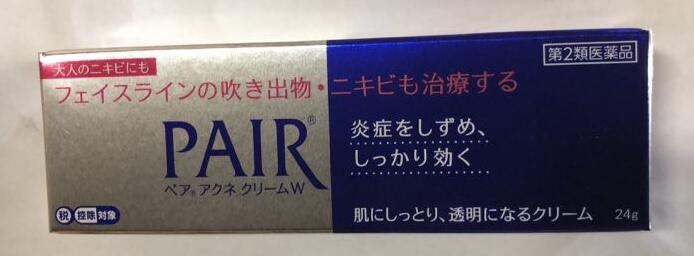 大人のニキビにも
第2類医薬品
フェイスラインの吹き出物・ニキビも治療する
PAIR®
ペア®アクネ クリームW
炎症をしずめ、
しっかり効く
税 控除 対象
肌にしっとり、透明になるクリーム 24g